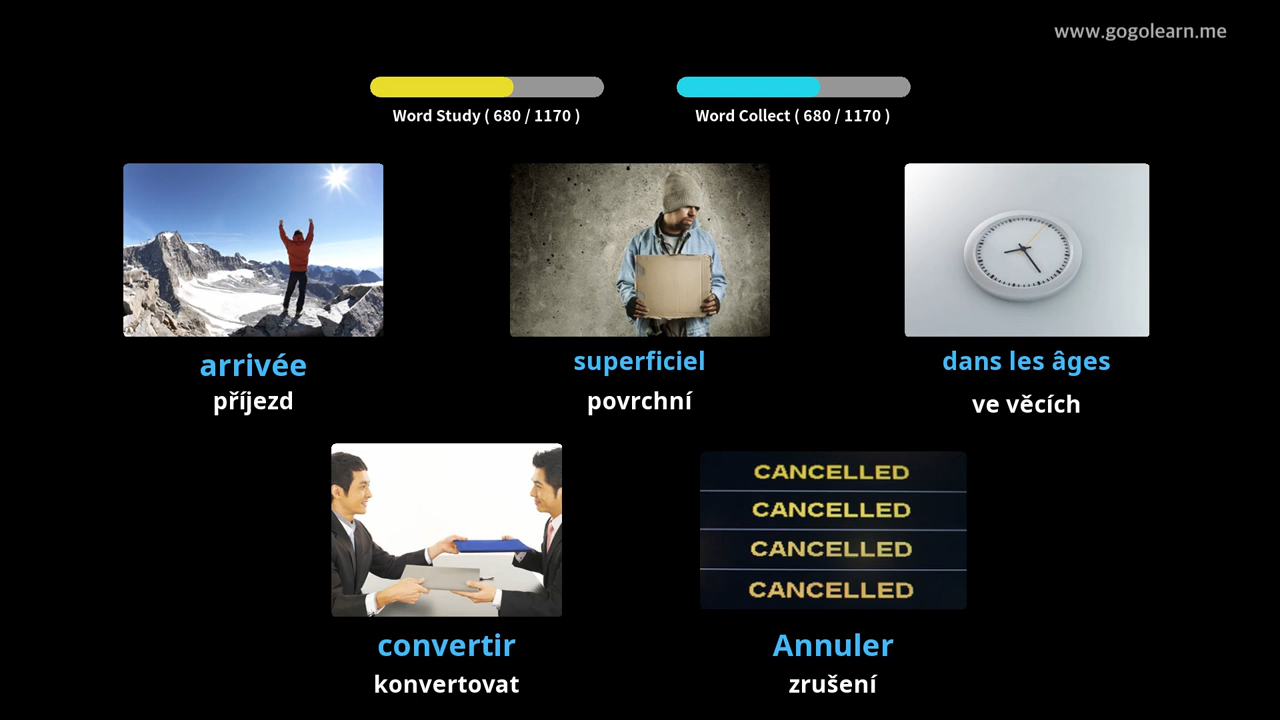 www.gogolearn.me
Word Study ( 680 / 1170 )
Word Collect ( 680 / 1170 )
arrivée
příjezd
superficiel
povrchní
dans les âges
ve věcích
CANCELLED
CANCELLED
CANCELLED
CANCELLED
convertir
konvertovat
Annuler
zrušení